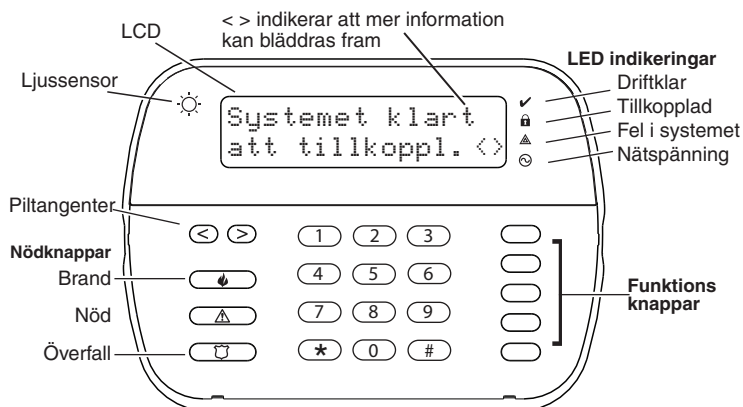 < > indikerar att mer information
kan bläddras fram
LCD
Ljussensor
LED indikeringar
Driftklar
Tillkopplad
Fel i systemet
Nätspänning
Systemet klart
att tillkoppl. <>
Piltangenter
< >
Nödknappar
Brand
Nöd
Överfall
1 2 3
4 5 6
7 8 9
* 0 #
Funktions
knappar